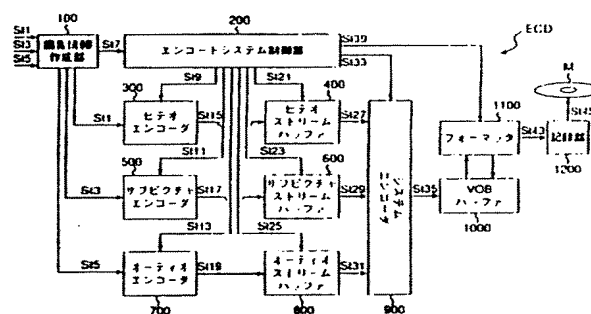 100
200
ECD
St1
St3
St5
編集情報
作成部
St7
エンコードシステム制御部
St39
St33
M
300
St9
St21
400
St1
ビデオ
エンコーダ
St15
ビデオ
ストリーム
バッファ
St27
1100
フォーマッタ
St43
St45
記録部
1200
500
St11
St23
600
St3
サブピクチャ
エンコーダ
St17
サブピクチャ
ストリーム
バッファ
St29
システム
エンコーダ
St35
VOB
バッファ
1000
St13
St25
St5
オーディオ
エンコーダ
St19
オーディオ
ストリーム
バッファ
St31
700
800
900